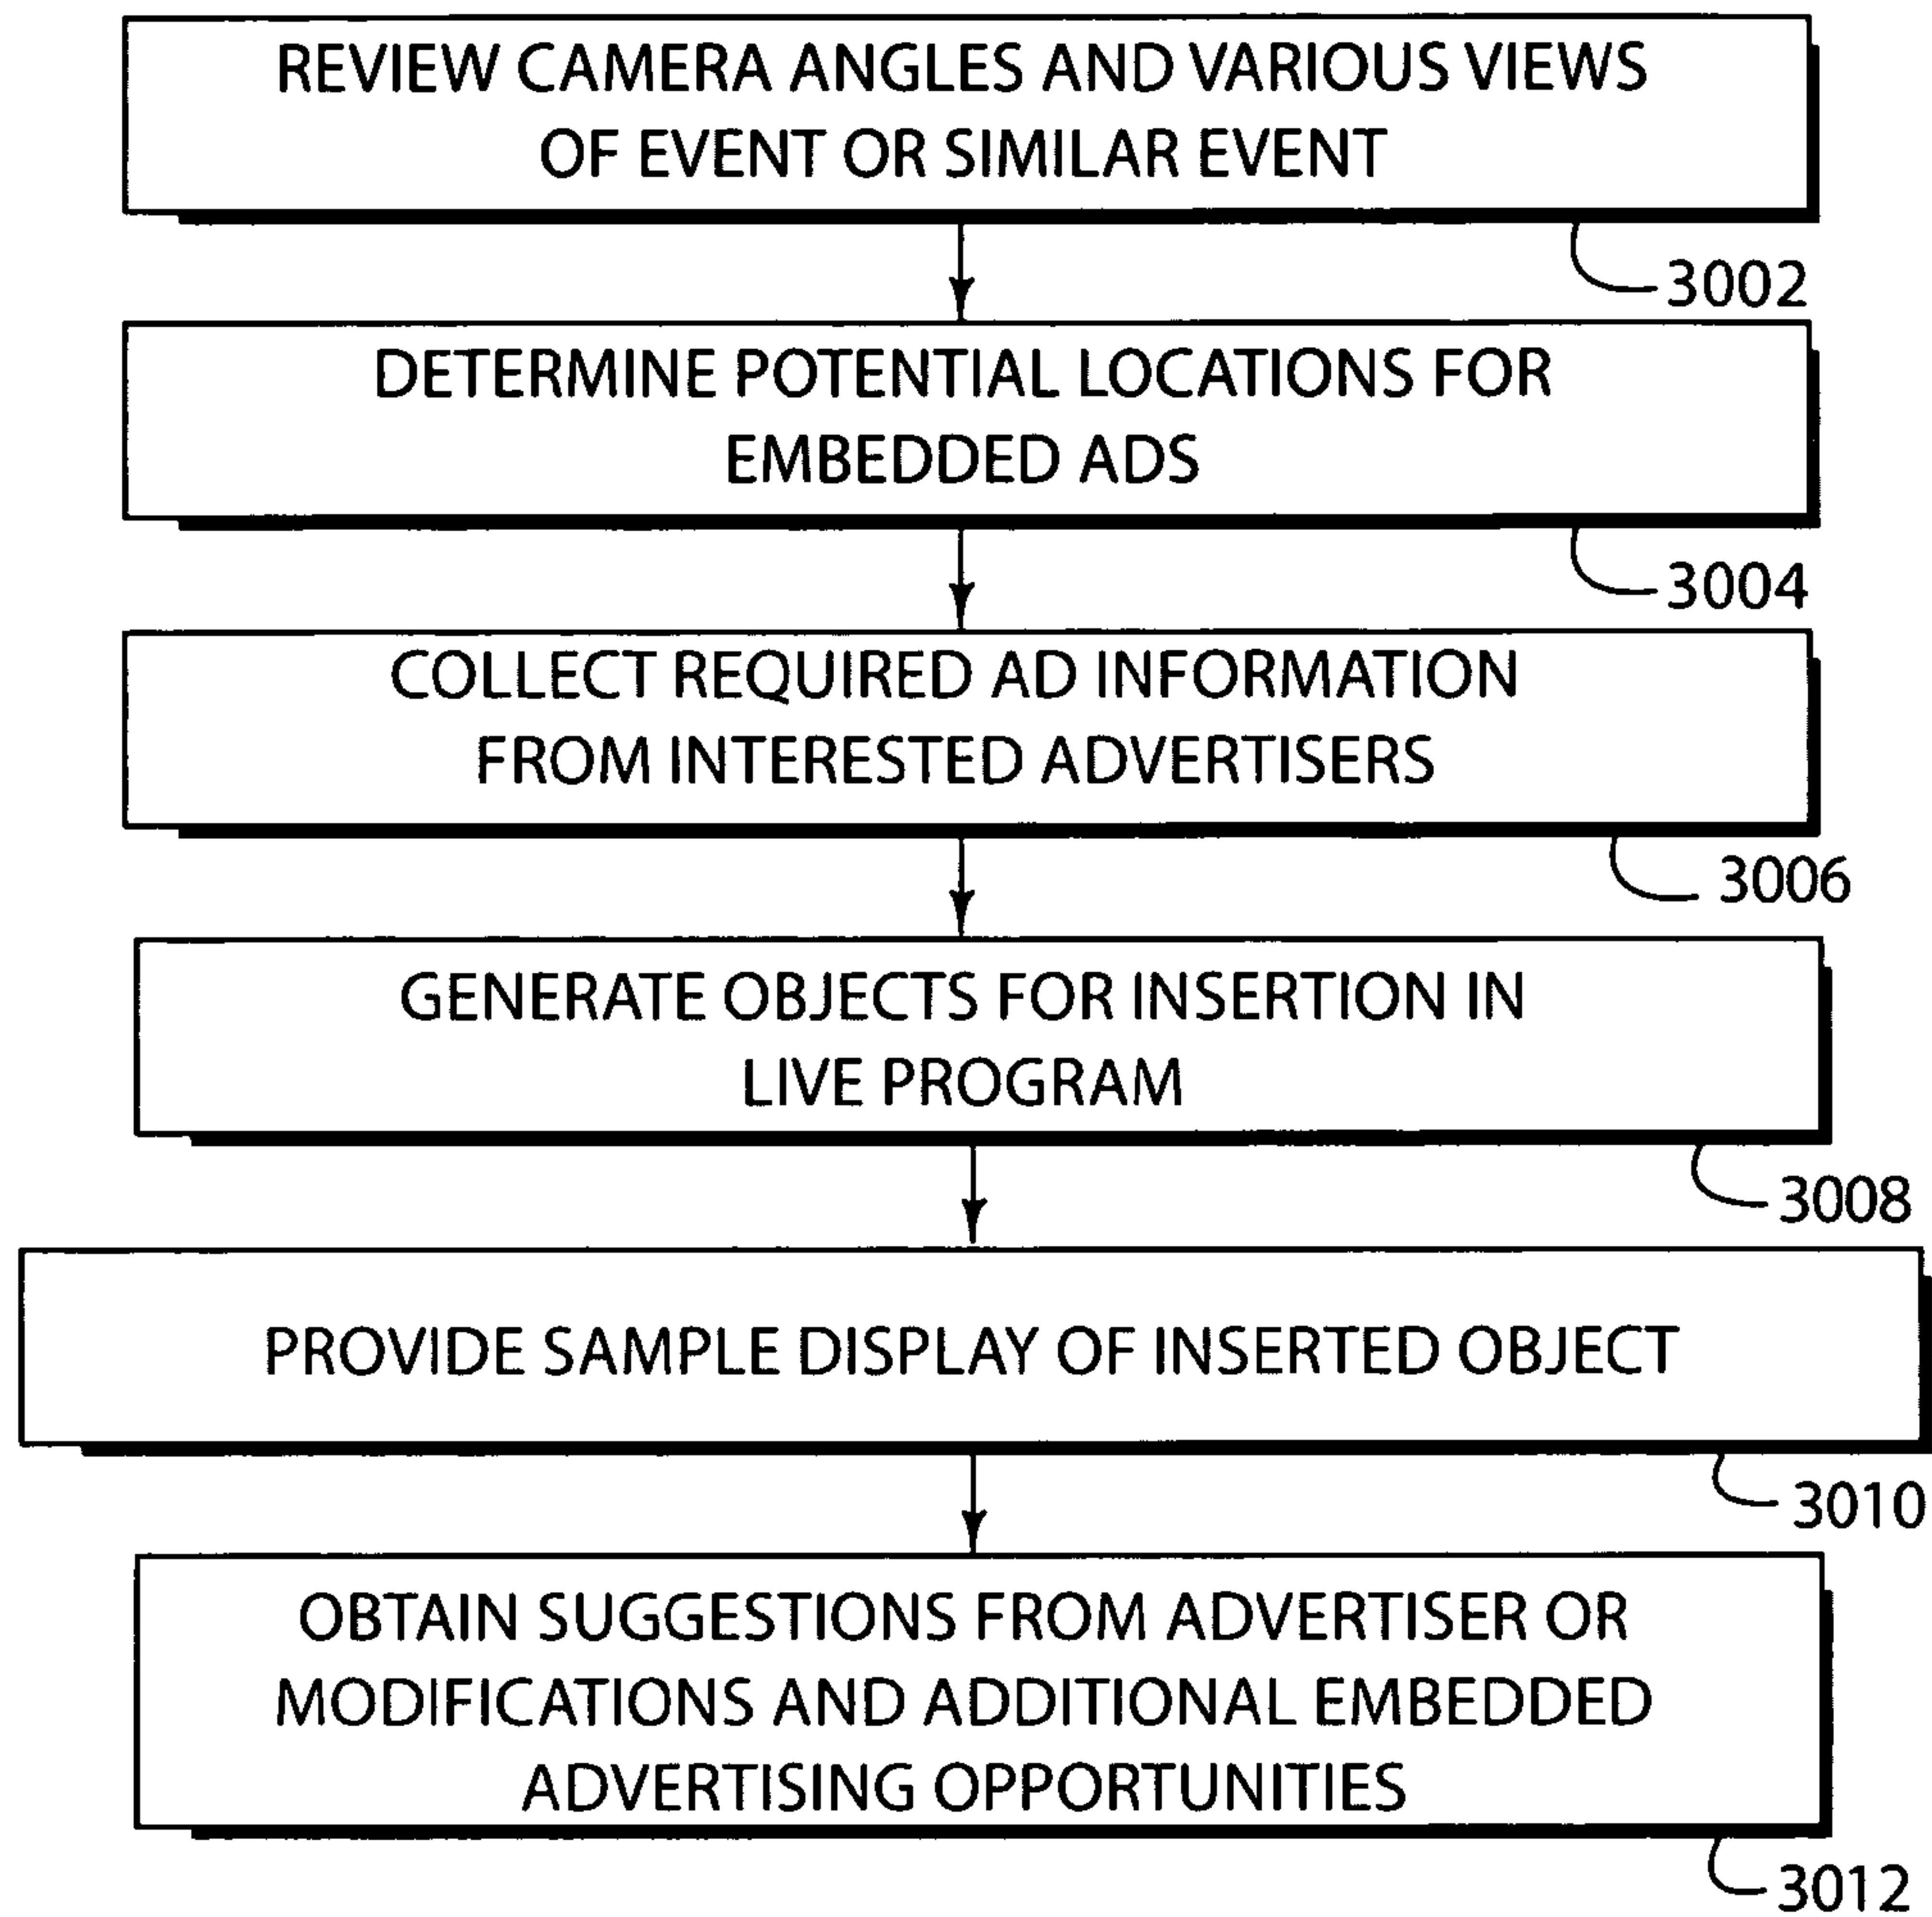 REVIEW CAMERA ANGLES AND VARIOUS VIEWS
OF EVENT OR SIMILAR EVENT
3002
DETERMINE POTENTIAL LOCATIONS FOR
EMBEDDED ADS
3004
COLLECT REQUIRED AD INFORMATION
FROM INTERESTED ADVERTISERS
3006
GENERATE OBJECTS FOR INSERTION IN
LIVE PROGRAM
3008
PROVIDE SAMPLE DISPLAY OF INSERTED OBJECT
3010
OBTAIN SUGGESTIONS FROM ADVERTISER OR
MODIFICATIONS AND ADDITIONAL EMBEDDED
ADVERTISING OPPORTUNITIES
3012